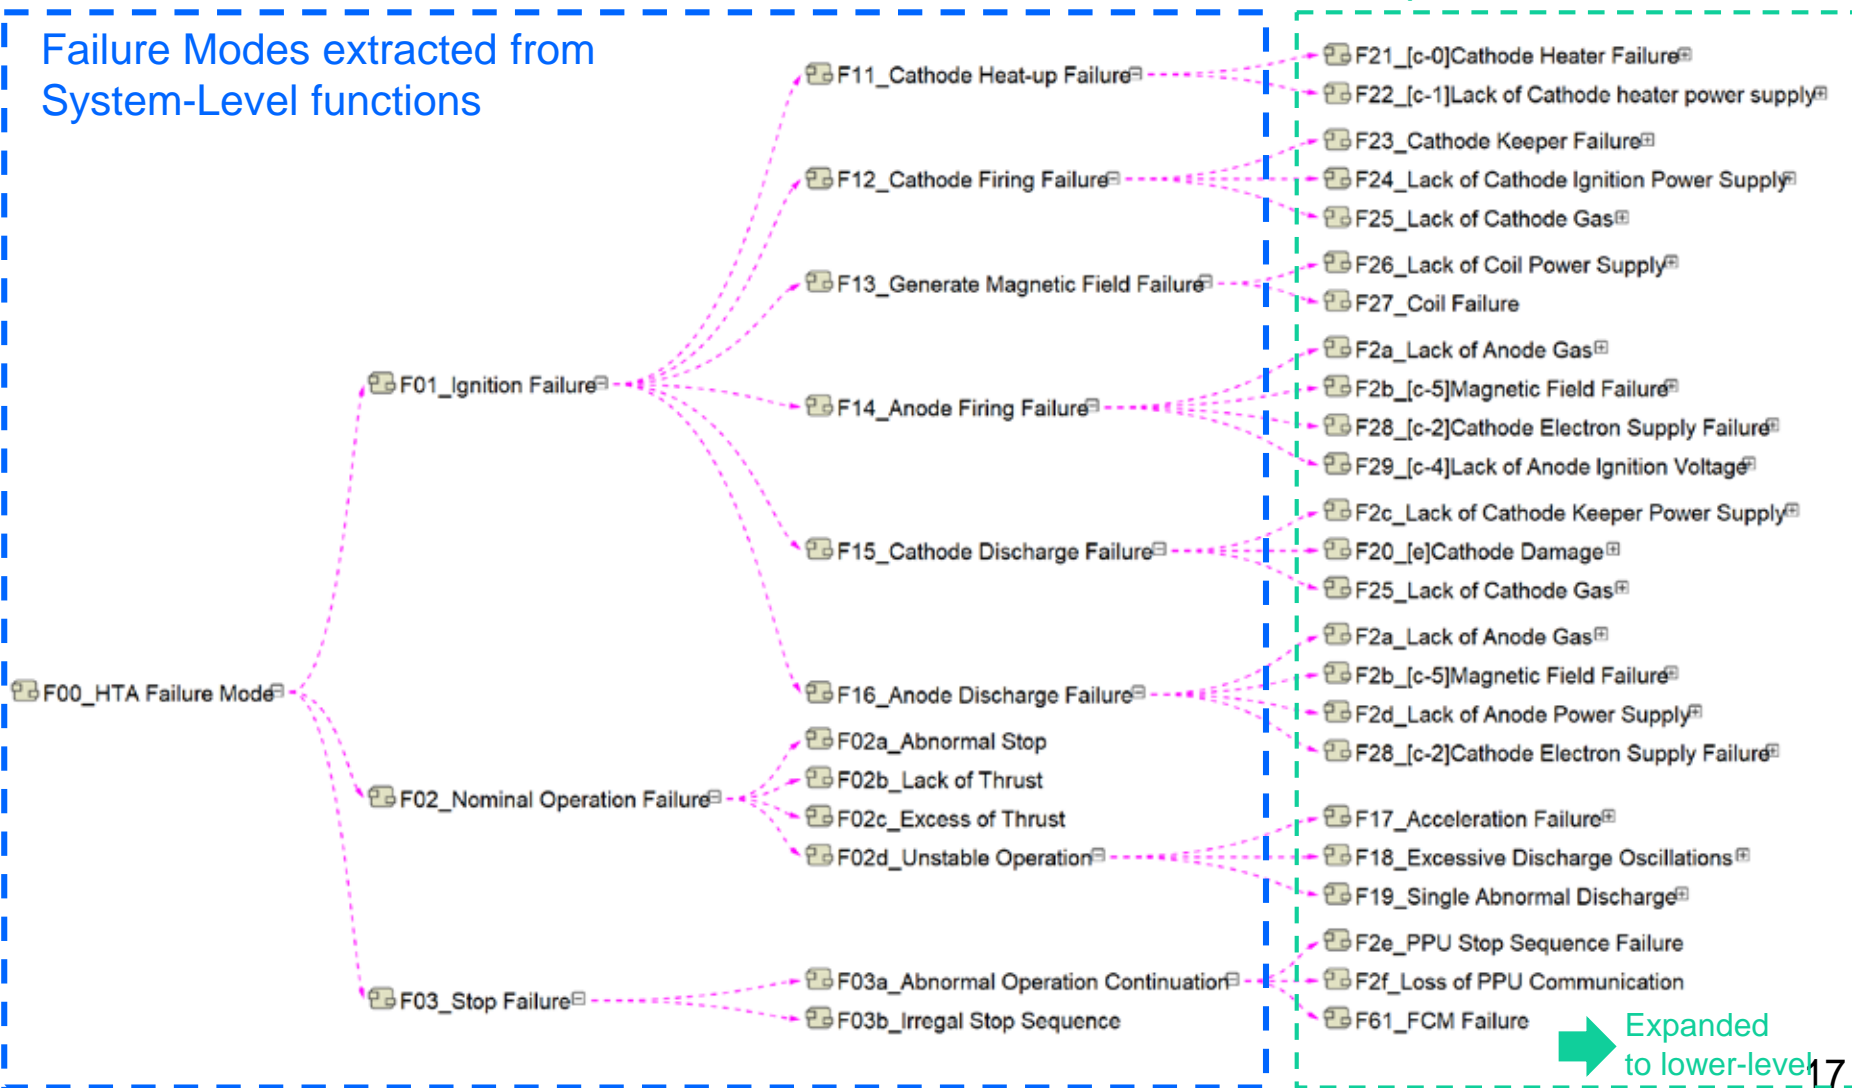 Failure Modes extracted from
System-Level functions
F00_HTA Failure Mode
F01_Ignition Failure
F02_Nominal Operation Failure
F03_Stop Failure
F11_Cathode Heat-up Failure
F12_Cathode Firing Failure
F13_Generate Magnetic Field Failure
F14_Anode Firing Failure
F15_Cathode Discharge Failure
F16_Anode Discharge Failure
F02a_Abnormal Stop
F02b_Lack of Thrust
F02c_Excess of Thrust
F02d_Unstable Operation
F03a_Abnormal Operation Continuation
F03b_Irregal Stop Sequence
F21_[c-0]Cathode Heater Failure
F22_[c-1]Lack of Cathode heater power supply
F23_Cathode Keeper Failure
F24_Lack of Cathode Ignition Power Supply
F25_Lack of Cathode Gas
F26_Lack of Coil Power Supply
F27_Coil Failure
F2a_Lack of Anode Gas
F2b_[c-5]Magnetic Field Failure
F28_[c-2]Cathode Electron Supply Failure
F29_[c-4]Lack of Anode Ignition Voltage
F2c_Lack of Cathode Keeper Power Supply
F20_[e]Cathode Damage
F25_Lack of Cathode Gas
F2a_Lack of Anode Gas
F2b_[c-5]Magnetic Field Failure
F2d_Lack of Anode Power Supply
F28_[c-2]Cathode Electron Supply Failure
F17_Acceleration Failure
F18_Excessive Discharge Oscillations
F19_Single Abnormal Discharge
F2e_PPU Stop Sequence Failure
F2f_Loss of PPU Communication
F61_FCM Failure
Expanded
to lower-level
17